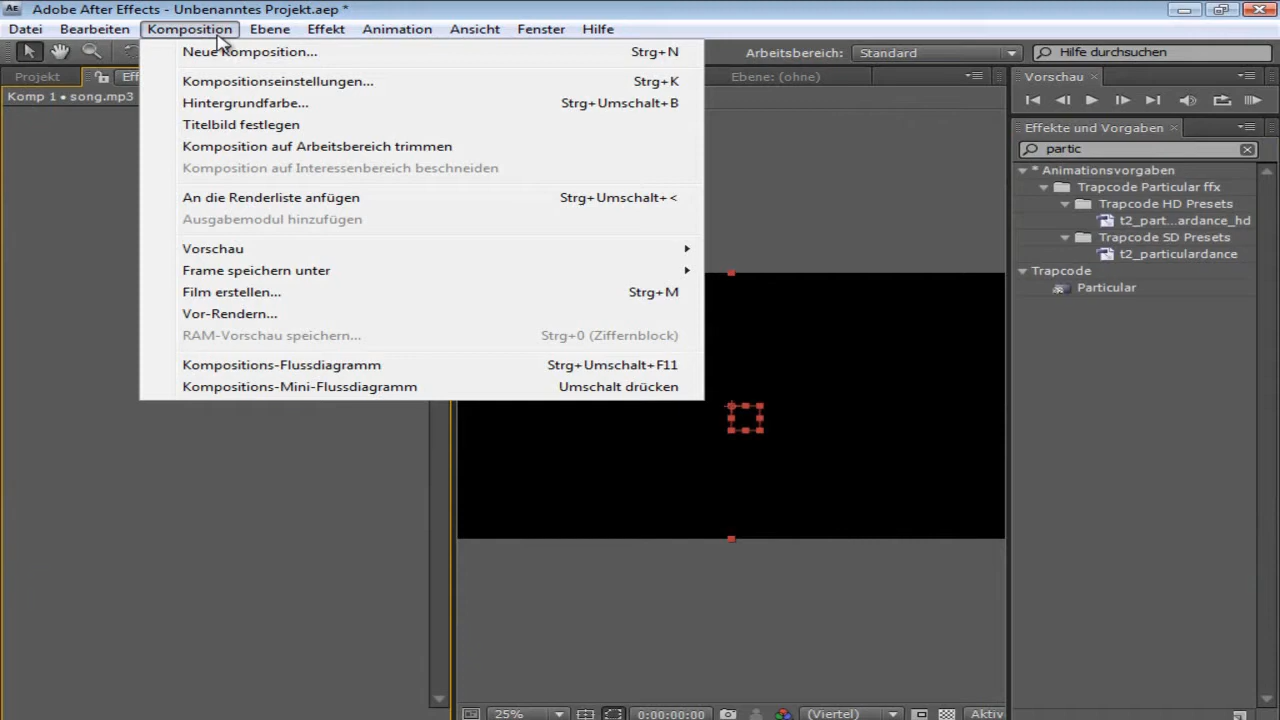 AE Adobe After Effects - Unbenanntes Projekt.aep *
Datei Bearbeiten Komposition Ebene Effekt Animation Ansicht Fenster Hilfe
Neue Komposition... Strg+N
Arbeitsbereich: Standard
Hilfe durchsuchen
Projekt
Komp 1 • song.mp3
Kompositionseinstellungen... Strg+K
Hintergrundfarbe... Strg+Umschalt+B
Titelbild festlegen
Komposition auf Arbeitsbereich trimmen
Komposition auf Interessenbereich beschneiden
An die Renderliste anfügen Strg+Umschalt+<
Ausgabemodul hinzufügen
Vorschau
Frame speichern unter
Film erstellen... Strg+M
Vor-Rendern...
RAM-Vorschau speichern... Strg+0 (Ziffernblock)
Kompositions-Flussdiagramm Strg+Umschalt+F11
Kompositions-Mini-Flussdiagramm Umschalt drücken
Ebene: (ohne)
Vorschau
Effekte und Vorgaben
partic
* Animationsvorgaben
Trapcode Particular ffx
Trapcode HD Presets
t2_part...ardance_hd
Trapcode SD Presets
t2_particulardance
Trapcode
Particular
25% 0:00:00:00 (Viertel) Aktiv